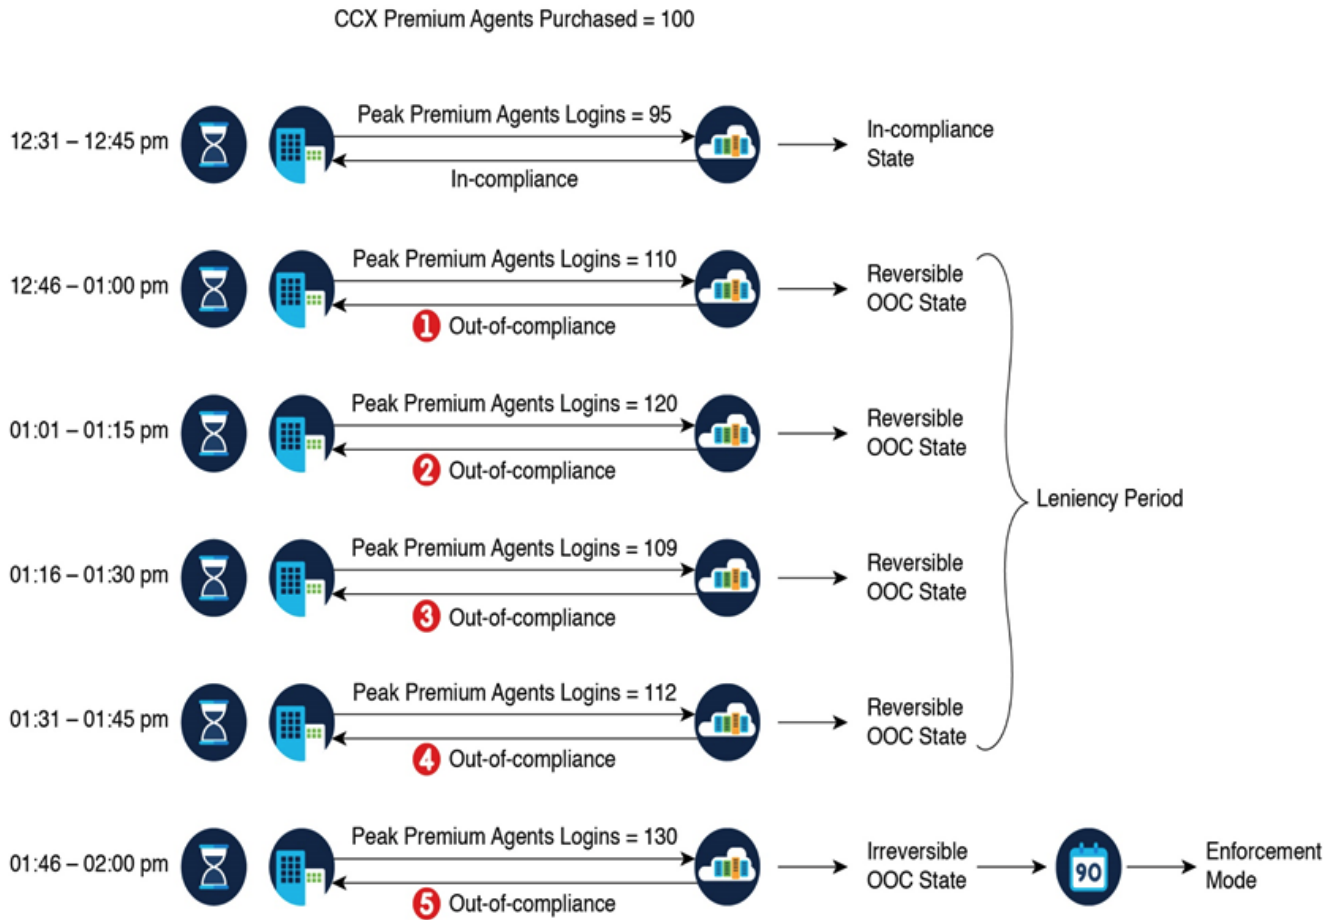 CCX Premium Agents Purchased = 100
12:31 – 12:45 pm
Peak Premium Agents Logins = 95
In-compliance
In-compliance
State
12:46 – 01:00 pm
Peak Premium Agents Logins = 110
1 Out-of-compliance
Reversible
OOC State
01:01 – 01:15 pm
Peak Premium Agents Logins = 120
2 Out-of-compliance
Reversible
OOC State
Leniency Period
01:16 – 01:30 pm
Peak Premium Agents Logins = 109
3 Out-of-compliance
Reversible
OOC State
01:31 – 01:45 pm
Peak Premium Agents Logins = 112
4 Out-of-compliance
Reversible
OOC State
01:46 – 02:00 pm
Peak Premium Agents Logins = 130
5 Out-of-compliance
Irreversible
OOC State
90
Enforcement
Mode